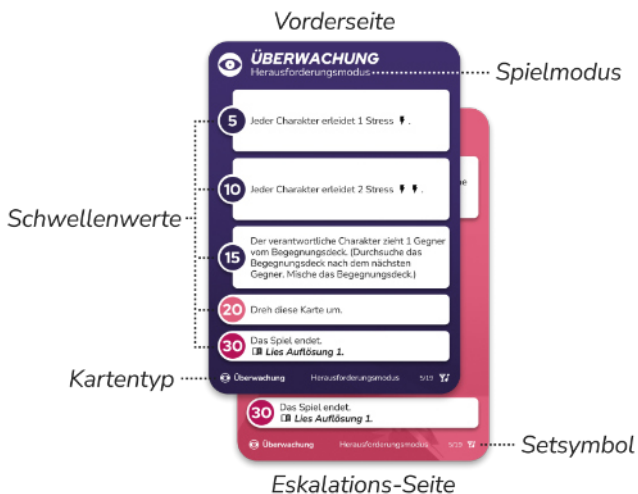 Vorderseite
ÜBERWACHUNG
Herausforderungsmodus
Spielmodus
5
Jeder Charakter erleidet 1 Stress .
10
Jeder Charakter erleidet 2 Stress .
Schwellenwerte
15
Der verantwortliche Charakter zieht 1 Gegner
vom Begegnungsdeck. (Durchsuche das
Begegnungsdeck nach dem nächsten
Gegner. Mische das Begegnungsdeck.)
20
Dreh diese Karte um.
30
Das Spiel endet.
Lies Auflösung 1.
Kartentyp
Überwachung Herausforderungsmodus 5/19
30
Das Spiel endet.
Lies Auflösung 1.
Überwachung Herausforderungsmodus 5/19
Setsymbol
Eskalations-Seite